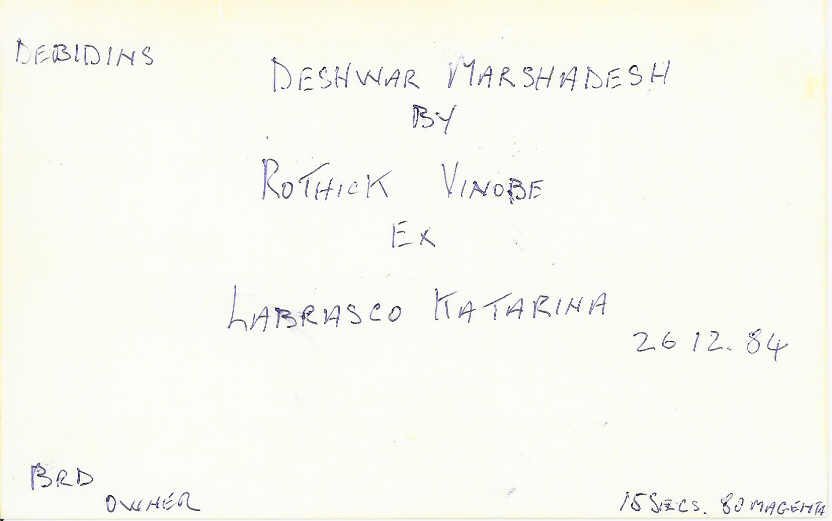 DEBIDINS
DESHWAR MARSHADESH
BY
ROTHICK VINOBE
EX
LABRASCO KATARINA
26 12. 84
BRD
OWNER
15 SECS. 80 MAGENTA